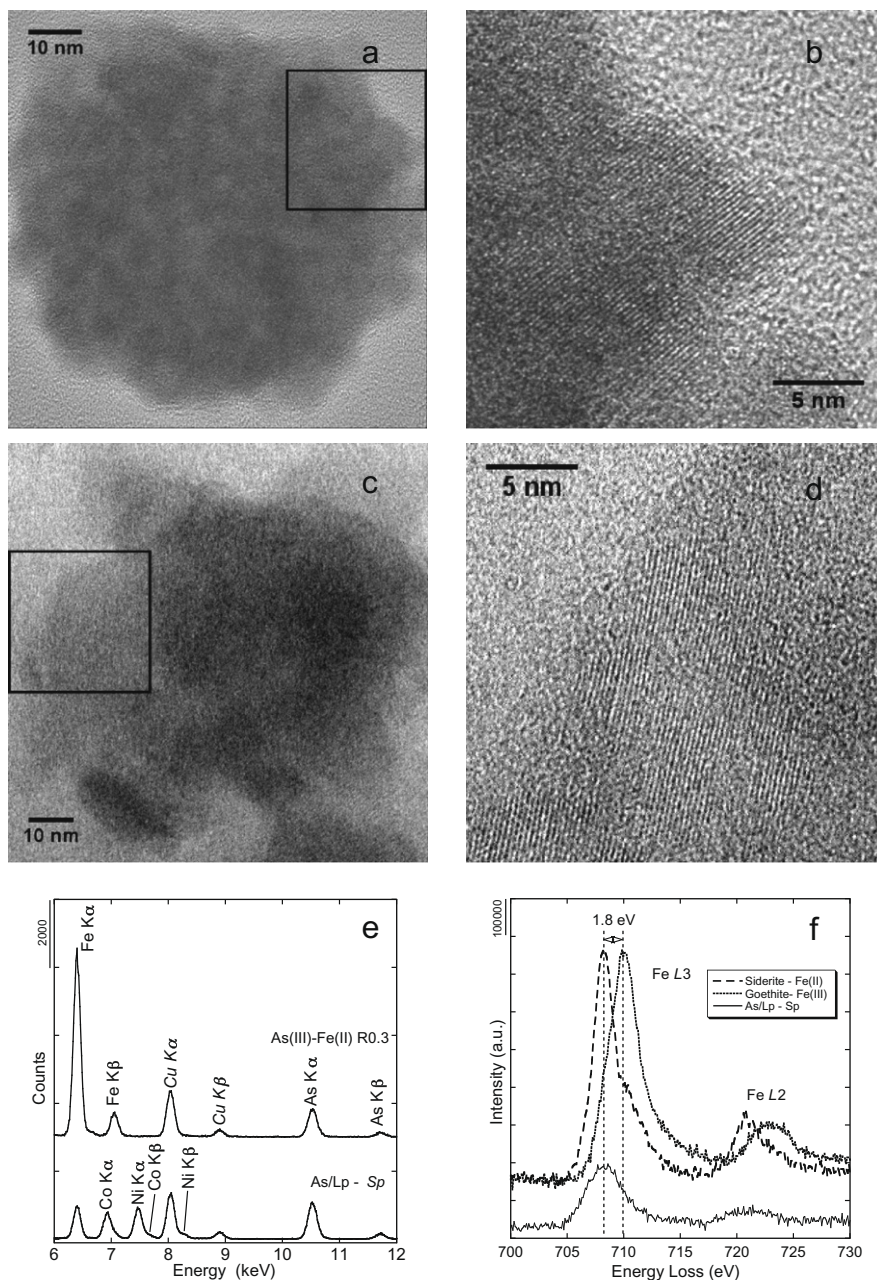 10 nm
a
b
5 nm
c
10 nm
5 nm
d
e
2000
Counts
Fe Kα
Fe Kβ
Cu Kα
Cu Kβ
As Kα
As Kβ
As(III)-Fe(II) R0.3
Co Kα
Ni Kα
Co Kβ
Ni Kβ
As/Lp - Sp
6 7 8 9 10 11 12
Energy (keV)
f
100000
Intensity (a.u.)
1.8 eV
Fe L3
Siderite - Fe(II)
Goethite- Fe(III)
As/Lp - Sp
Fe L2
700 705 710 715 720 725 730
Energy Loss (eV)